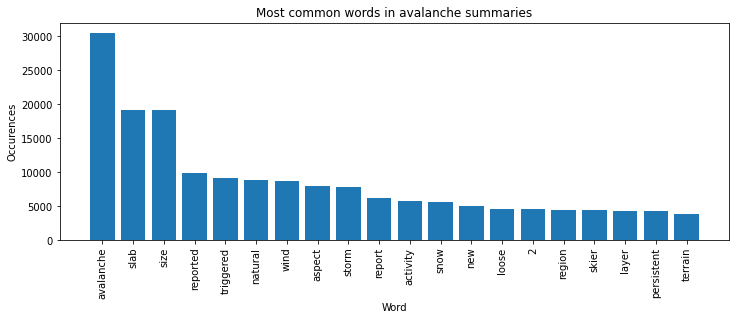 Most common words in avalanche summaries
30000
25000
20000
15000
10000
5000
0
Occurences
avalanche
slab
size
reported
triggered
natural
wind
aspect
storm
report
activity
snow
new
loose
2
region
skier
layer
persistent
terrain
Word